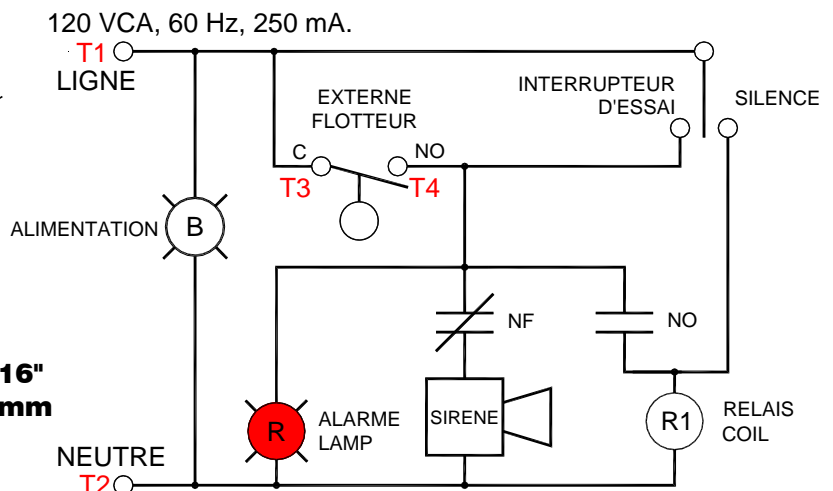 120 VCA, 60 Hz, 250 mA.
T1
LIGNE
EXTERNE
FLOTTEUR
INTERRUPTEUR
D'ESSAI
SILENCE
C
NO
T3
T4
ALIMENTATION
B
NF
NO
16"
mm
R
ALARME
LAMP
SIRENE
R1
RELAIS
COIL
NEUTRE
T2